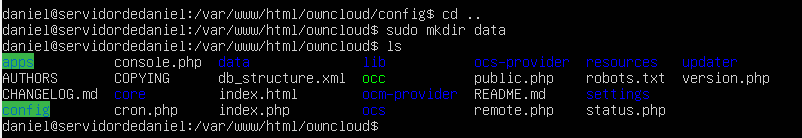 daniel@servidordedaniel:/var/www/html/owncloud/config$ cd ..
daniel@servidordedaniel:/var/www/html/owncloud$ sudo mkdir data
daniel@servidordedaniel:/var/www/html/owncloud$ ls
apps console.php data lib ocs-provider resources updater
AUTHORS COPYING db_structure.xml occ public.php robots.txt version.php
CHANGELOG.md core index.html ocm-provider README.md settings
config cron.php index.php ocs remote.php status.php
daniel@servidordedaniel:/var/www/html/owncloud$